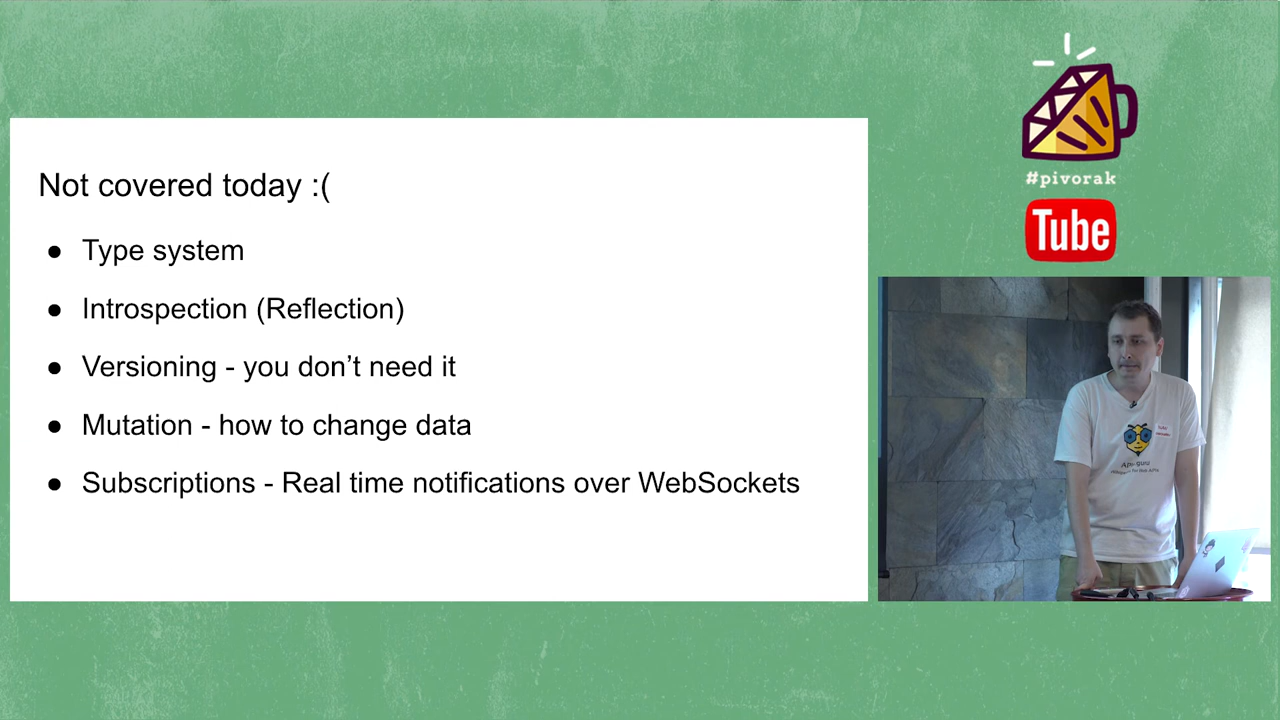 Not covered today :(
● Type system
● Introspection (Reflection)
● Versioning - you don’t need it
● Mutation - how to change data
● Subscriptions - Real time notifications over WebSockets
#pivorak
Tube